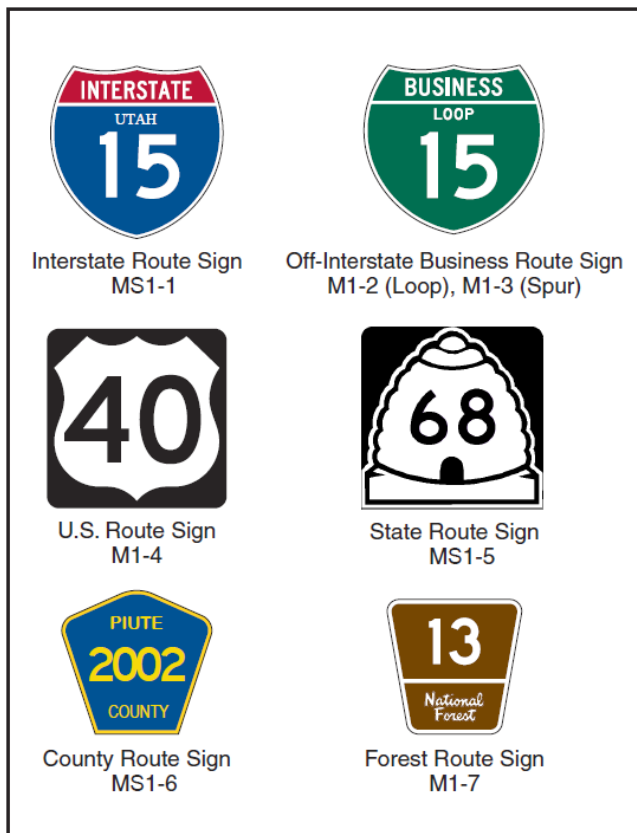 INTERSTATE
UTAH
15
Interstate Route Sign
MS1-1
BUSINESS
LOOP
15
Off-Interstate Business Route Sign
M1-2 (Loop), M1-3 (Spur)
40
U.S. Route Sign
M1-4
68
State Route Sign
MS1-5
PIUTE
2002
COUNTY
County Route Sign
MS1-6
13
National
Forest
Forest Route Sign
M1-7